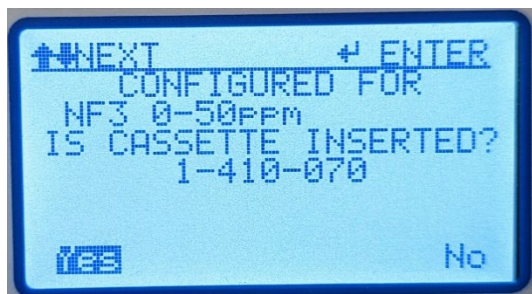 NEXT ENTER
CONFIGURED FOR
NF3 0-50ppm
IS CASSETTE INSERTED?
1-410-070
YES No